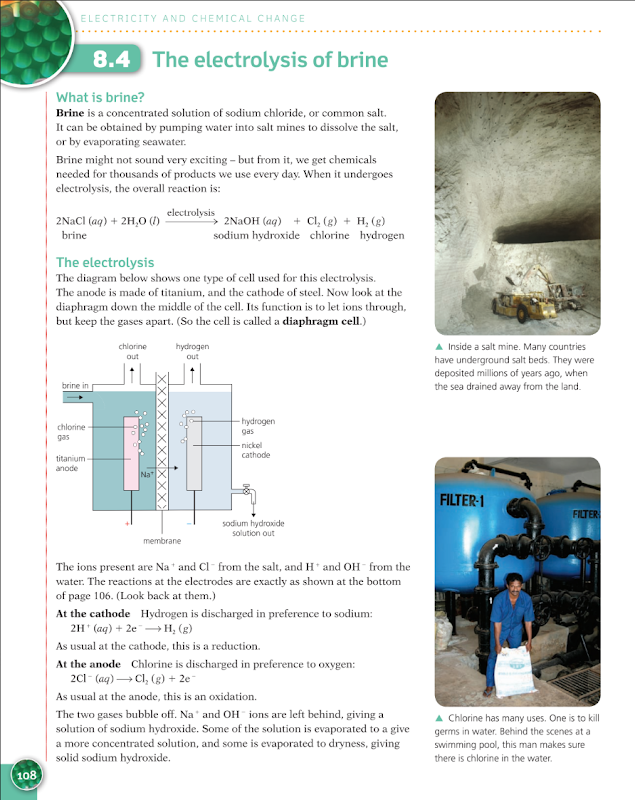 ELECTRICITY AND CHEMICAL CHANGE
8.4 The electrolysis of brine
What is brine?
Brine is a concentrated solution of sodium chloride, or common salt.
It can be obtained by pumping water into salt mines to dissolve the salt,
or by evaporating seawater.
Brine might not sound very exciting – but from it, we get chemicals
needed for thousands of products we use every day. When it undergoes
electrolysis, the overall reaction is:
2NaCl (aq) + 2H₂O (l) electrolysis ⟶ 2NaOH (aq) + Cl₂ (g) + H₂ (g)
brine sodium hydroxide chlorine hydrogen
The electrolysis
The diagram below shows one type of cell used for this electrolysis.
The anode is made of titanium, and the cathode of steel. Now look at the
diaphragm down the middle of the cell. Its function is to let ions through,
but keep the gases apart. (So the cell is called a diaphragm cell.)
chlorine
out
hydrogen
out
brine in
chlorine
gas
titanium
anode
Na⁺
hydrogen
gas
nickel
cathode
+
–
sodium hydroxide
solution out
membrane
The ions present are Na⁺ and Cl⁻ from the salt, and H⁺ and OH⁻ from the
water. The reactions at the electrodes are exactly as shown at the bottom
of page 106. (Look back at them.)
At the cathode Hydrogen is discharged in preference to sodium:
2H⁺ (aq) + 2e⁻ ⟶ H₂ (g)
As usual at the cathode, this is a reduction.
At the anode Chlorine is discharged in preference to oxygen:
2Cl⁻ (aq) ⟶ Cl₂ (g) + 2e⁻
As usual at the anode, this is an oxidation.
The two gases bubble off. Na⁺ and OH⁻ ions are left behind, giving a
solution of sodium hydroxide. Some of the solution is evaporated to a give
a more concentrated solution, and some is evaporated to dryness, giving
solid sodium hydroxide.
▲ Inside a salt mine. Many countries
have underground salt beds. They were
deposited millions of years ago, when
the sea drained away from the land.
FILTER-1
FILTER
▲ Chlorine has many uses. One is to kill
germs in water. Behind the scenes at a
swimming pool, this man makes sure
there is chlorine in the water.
108